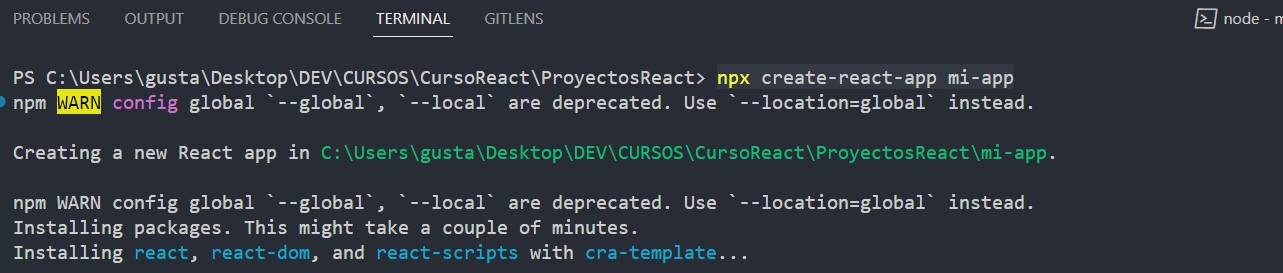 PROBLEMS OUTPUT DEBUG CONSOLE TERMINAL GITLENS node - m
PS C:\Users\gusta\Desktop\DEV\CURSOS\CursoReact\ProyectosReact> npx create-react-app mi-app
npm WARN config global `--global`, `--local` are deprecated. Use `--location=global` instead.
Creating a new React app in C:\Users\gusta\Desktop\DEV\CURSOS\CursoReact\ProyectosReact\mi-app.
npm WARN config global `--global`, `--local` are deprecated. Use `--location=global` instead.
Installing packages. This might take a couple of minutes.
Installing react, react-dom, and react-scripts with cra-template...